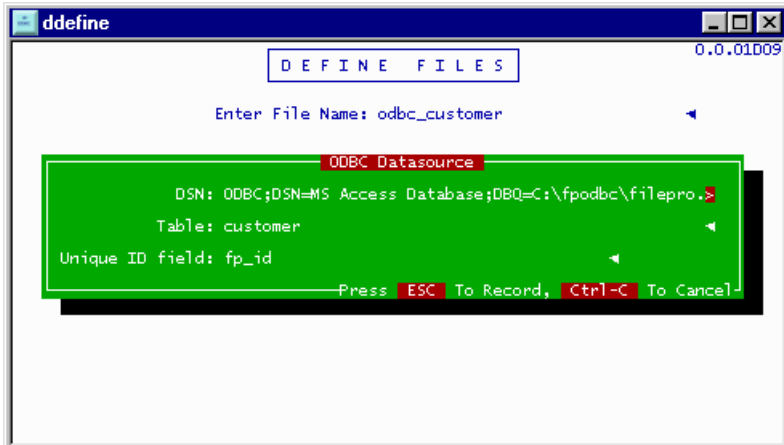 ddefine
0.0.01D09
D E F I N E   F I L E S
Enter File Name: odbc_customer
ODBC Datasource
DSN: ODBC;DSN=MS Access Database;DBQ=C:\fpodbc\filepro.>
Table: customer
Unique ID field: fp_id
Press ESC To Record, Ctrl-C To Cancel